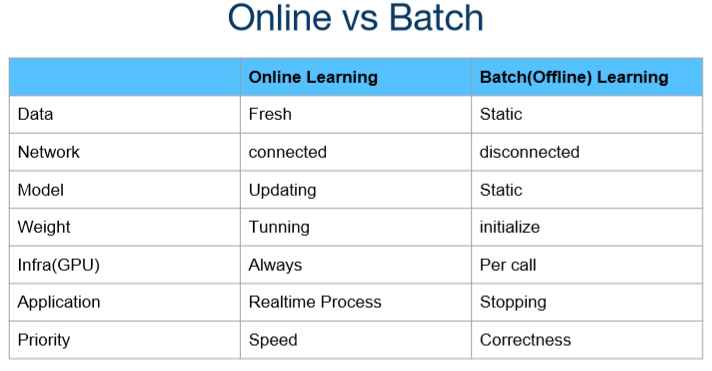 Online vs Batch
Online Learning Batch(Offline) Learning
Data Fresh Static
Network connected disconnected
Model Updating Static
Weight Tunning initialize
Infra(GPU) Always Per call
Application Realtime Process Stopping
Priority Speed Correctness